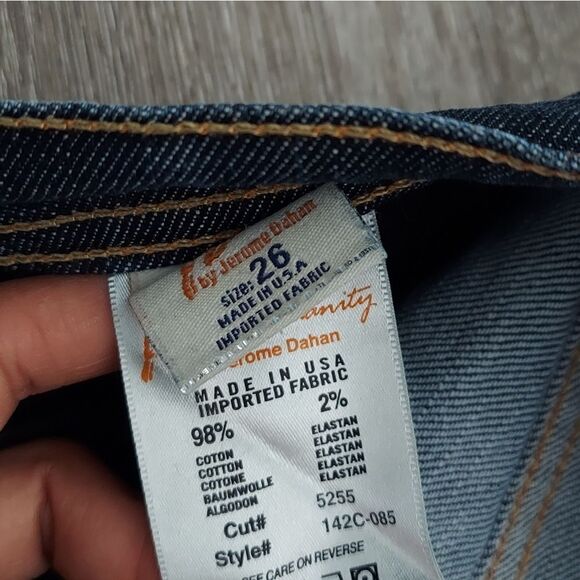 by Jerome Dahan
size: 26
MADE IN U.S.A
IMPORTED FABRIC
Jerome Dahan
MADE IN USA
IMPORTED FABRIC
98% 2%
COTON ELASTAN
COTTON ELASTAN
COTONE ELASTAN
BAUMWOLLE ELASTAN
ALGODON ELASTAN
Cut# 5255
Style# 142C-085
SEE CARE ON REVERSE